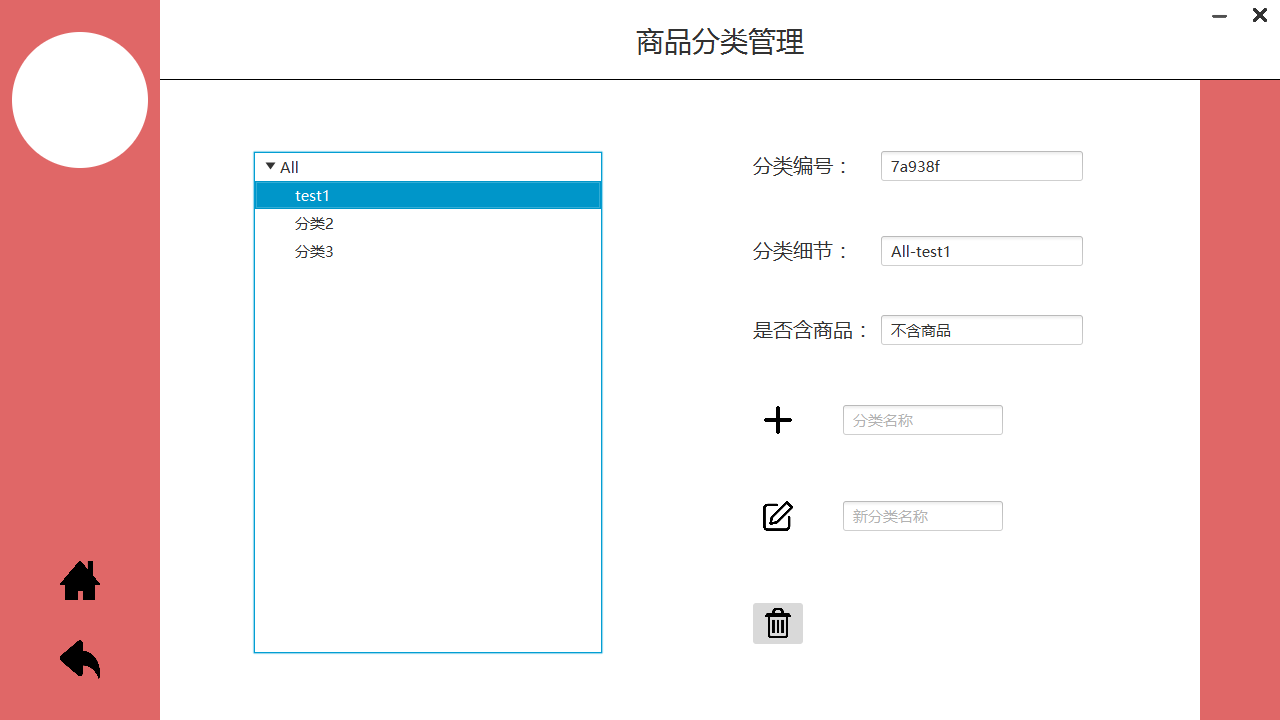 商品分类管理
All
test1
分类2
分类3
分类编号：
7a938f
分类细节：
All-test1
是否含商品：
不含商品
分类名称
新分类名称